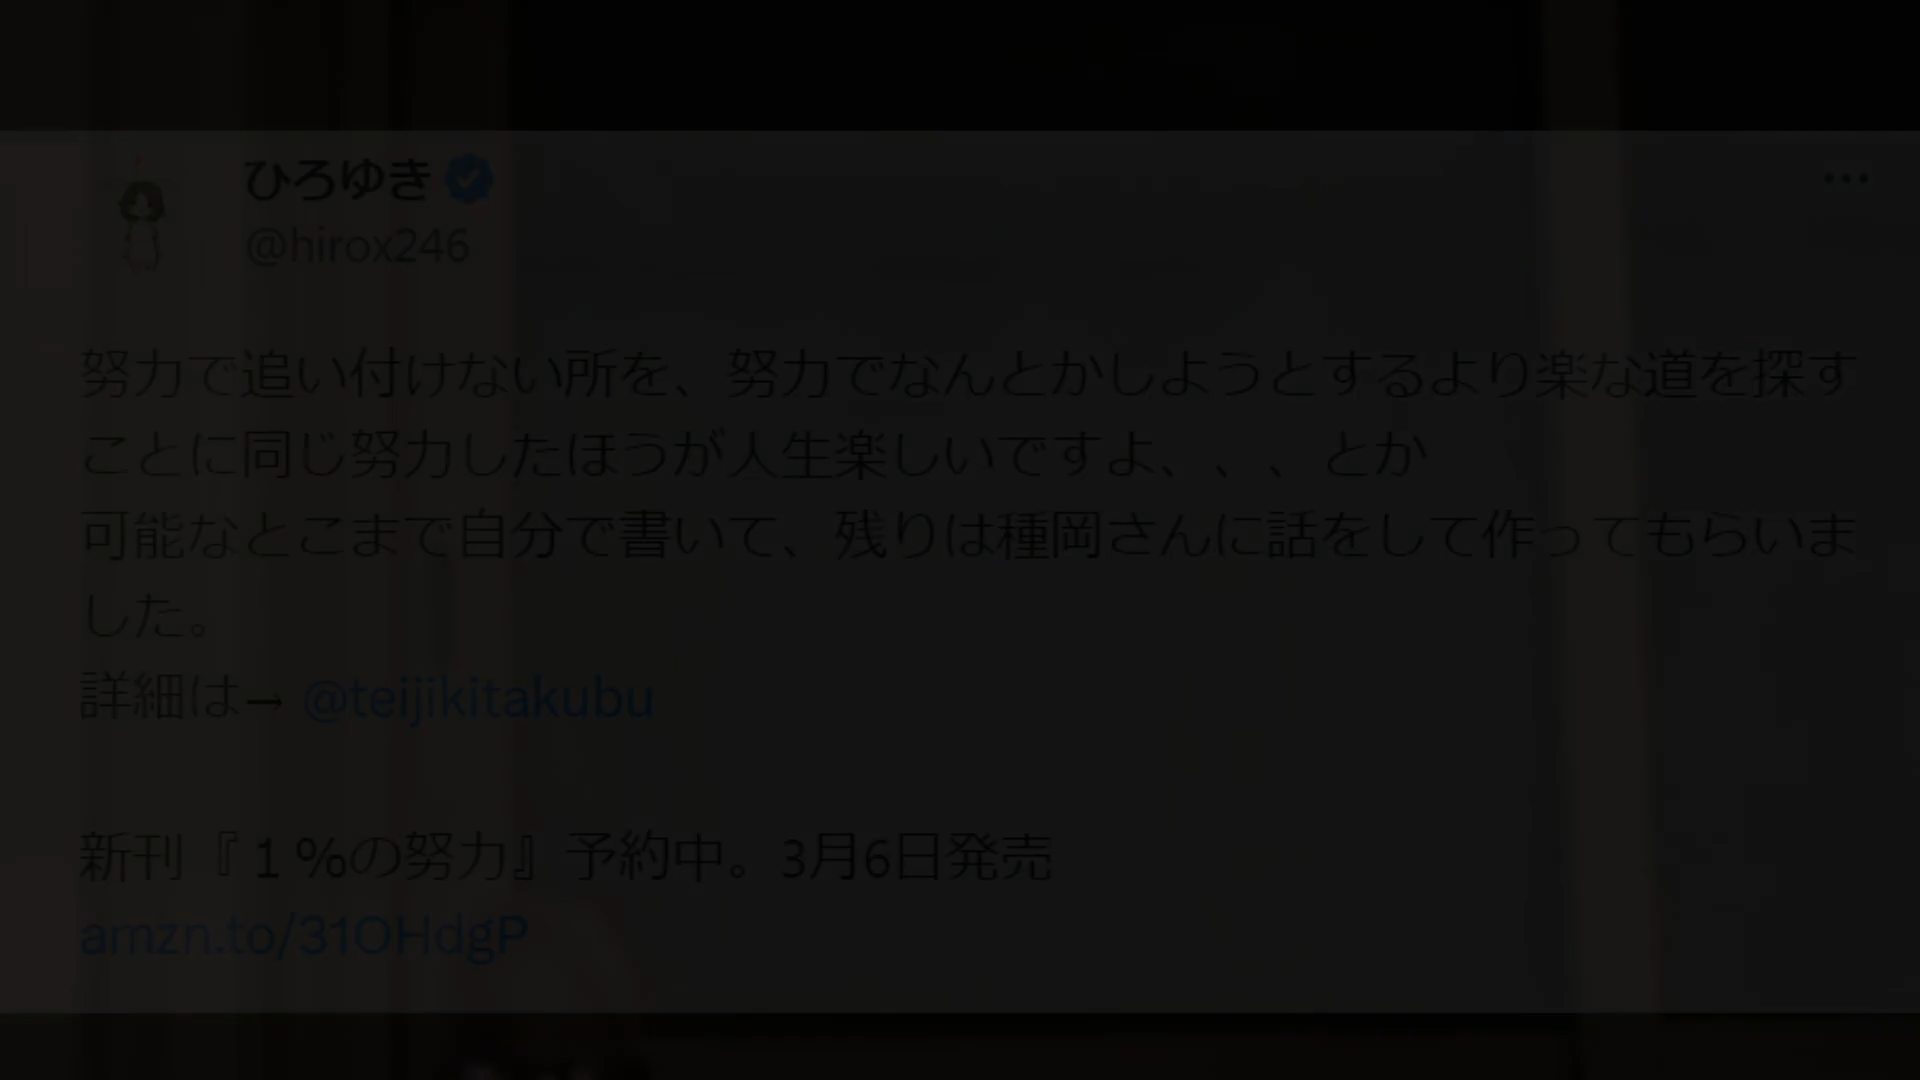 ひろゆき
@hirox246
努力で追い付けない所を、努力でなんとかしようとするより楽な道を探す
ことに同じ努力したほうが人生楽しいですよ、、、とか
可能なとこまで自分で書いて、残りは種岡さんに話をして作ってもらいま
した。
詳細は→ @teijikitakubu
新刊『１%の努力』予約中。3月6日発売
amzn.to/31OHdgP